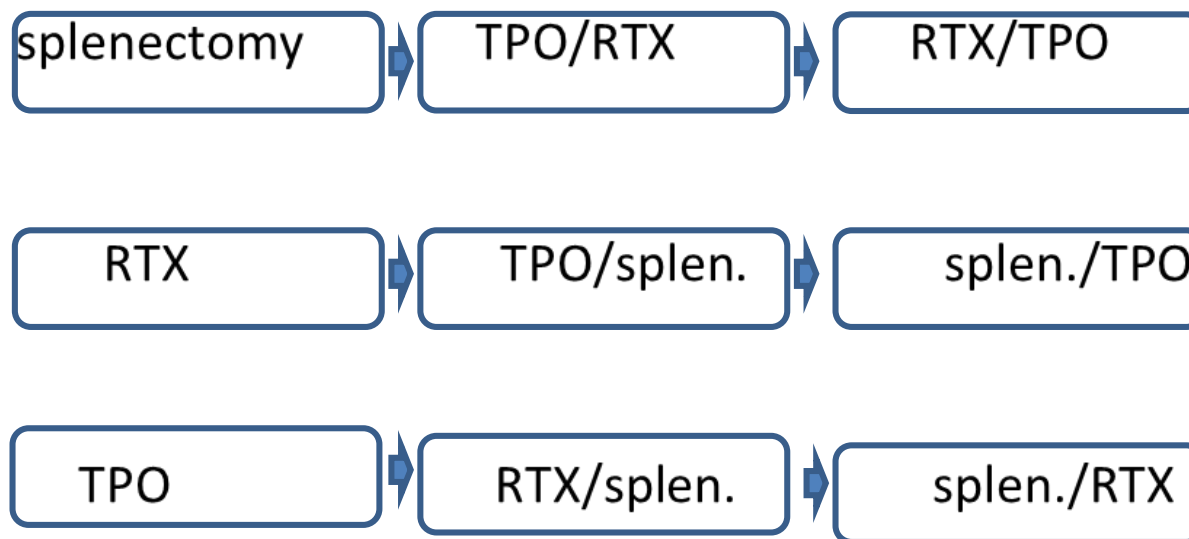 splenectomy TPO/RTX RTX/TPO
RTX TPO/splen. splen./TPO
TPO RTX/splen. splen./RTX